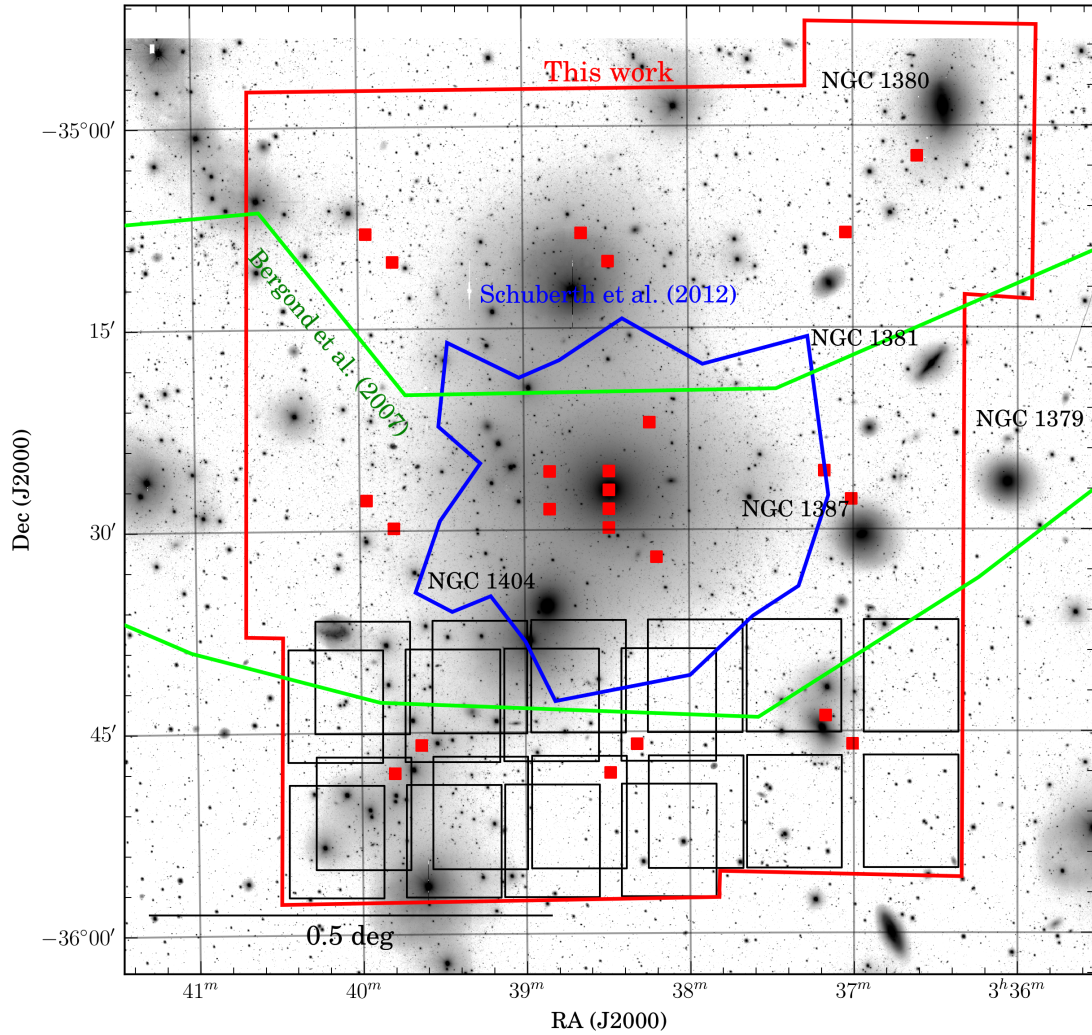 This work
NGC 1380
−35°00′
Bergond et al. (2007)
Schuberth et al. (2012)
15′
NGC 1381
NGC 1379
Dec (J2000)
NGC 1387
30′
NGC 1404
45′
−36°00′
0.5 deg
41ᵐ 40ᵐ 39ᵐ 38ᵐ 37ᵐ 3ʰ36ᵐ
RA (J2000)